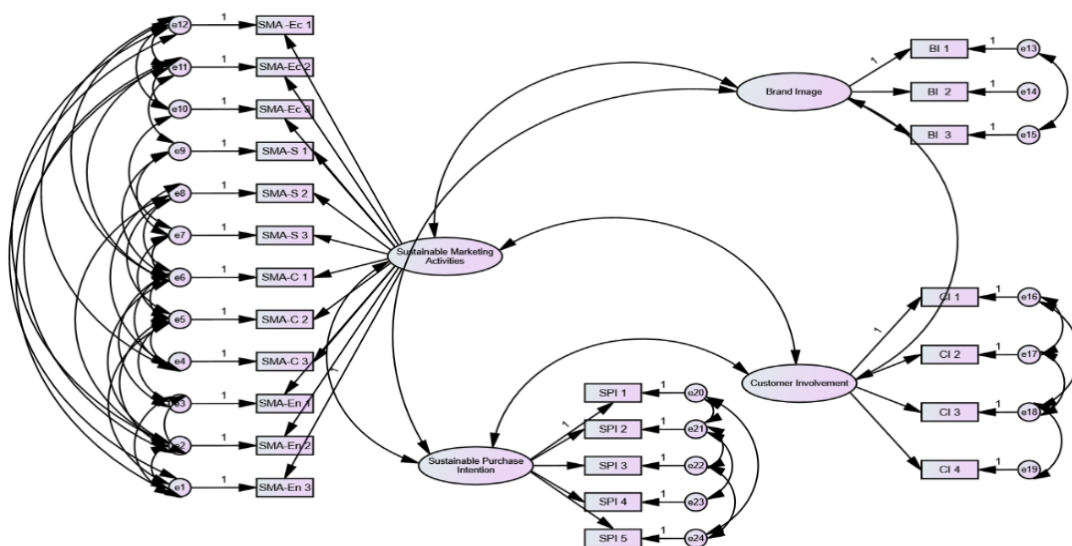 e12 1 SMA -Ec 1
e11 1 SMA-Ec 2
e10 1 SMA-Ec 3
e9 1 SMA-S 1
e8 1 SMA-S 2
e7 1 SMA-S 3
e6 1 SMA-C 1
e5 1 SMA-C 2
e4 1 SMA-C 3
e3 1 SMA-En 1
e2 1 SMA-En 2
e1 1 SMA-En 3
Sustainable Marketing
Activities
1
Brand Image
1
BI 1 1 e13
BI 2 1 e14
BI 3 1 e15
Customer Involvement
1
CI 1 1 e16
CI 2 1 e17
CI 3 1 e18
CI 4 1 e19
Sustainable Purchase
Intention
1
SPI 1 1 e20
SPI 2 1 e21
SPI 3 1 e22
SPI 4 1 e23
SPI 5 1 e24